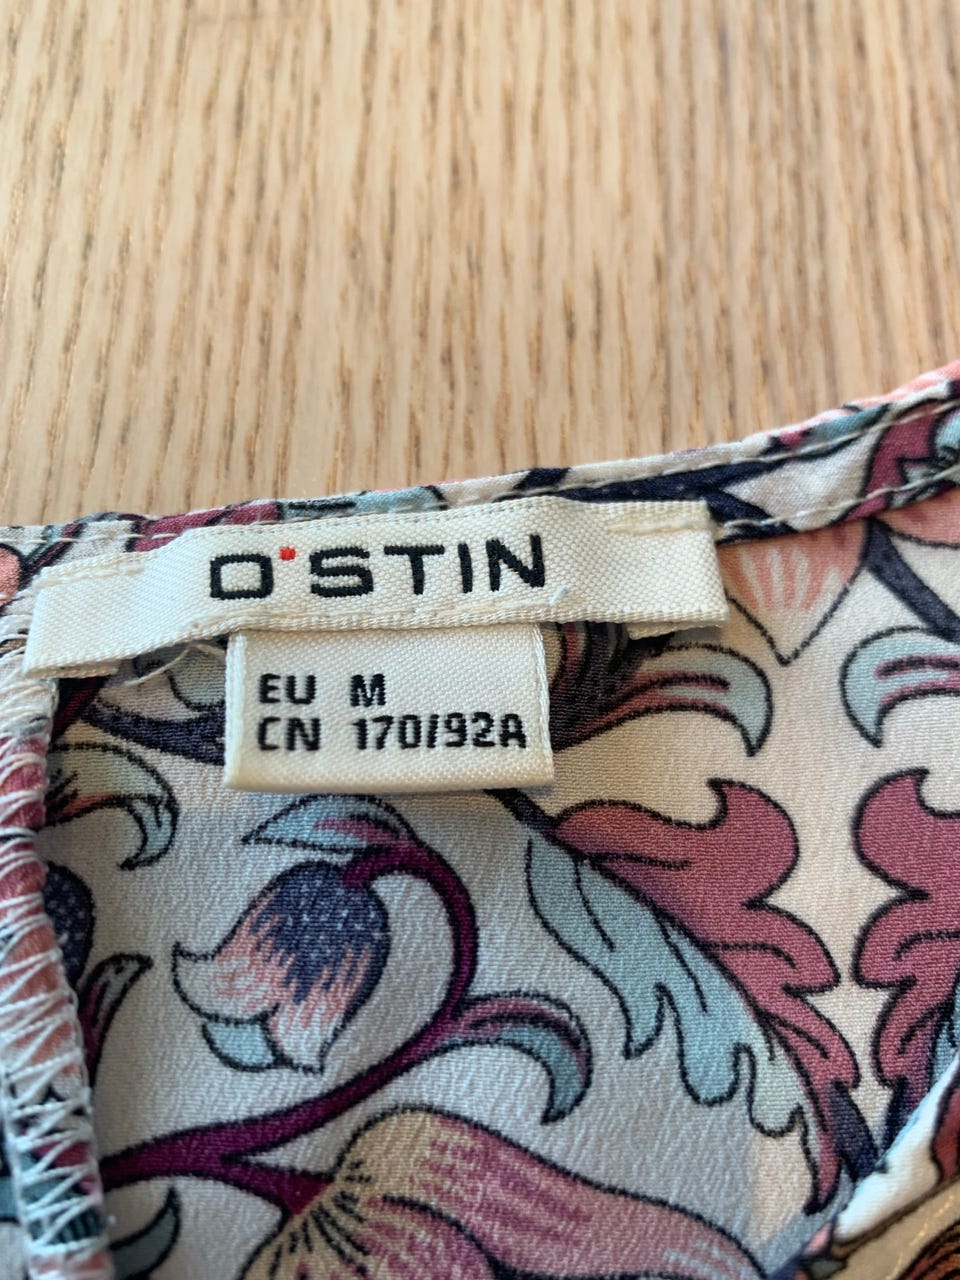 O'STIN
EU M
CN 170/92A